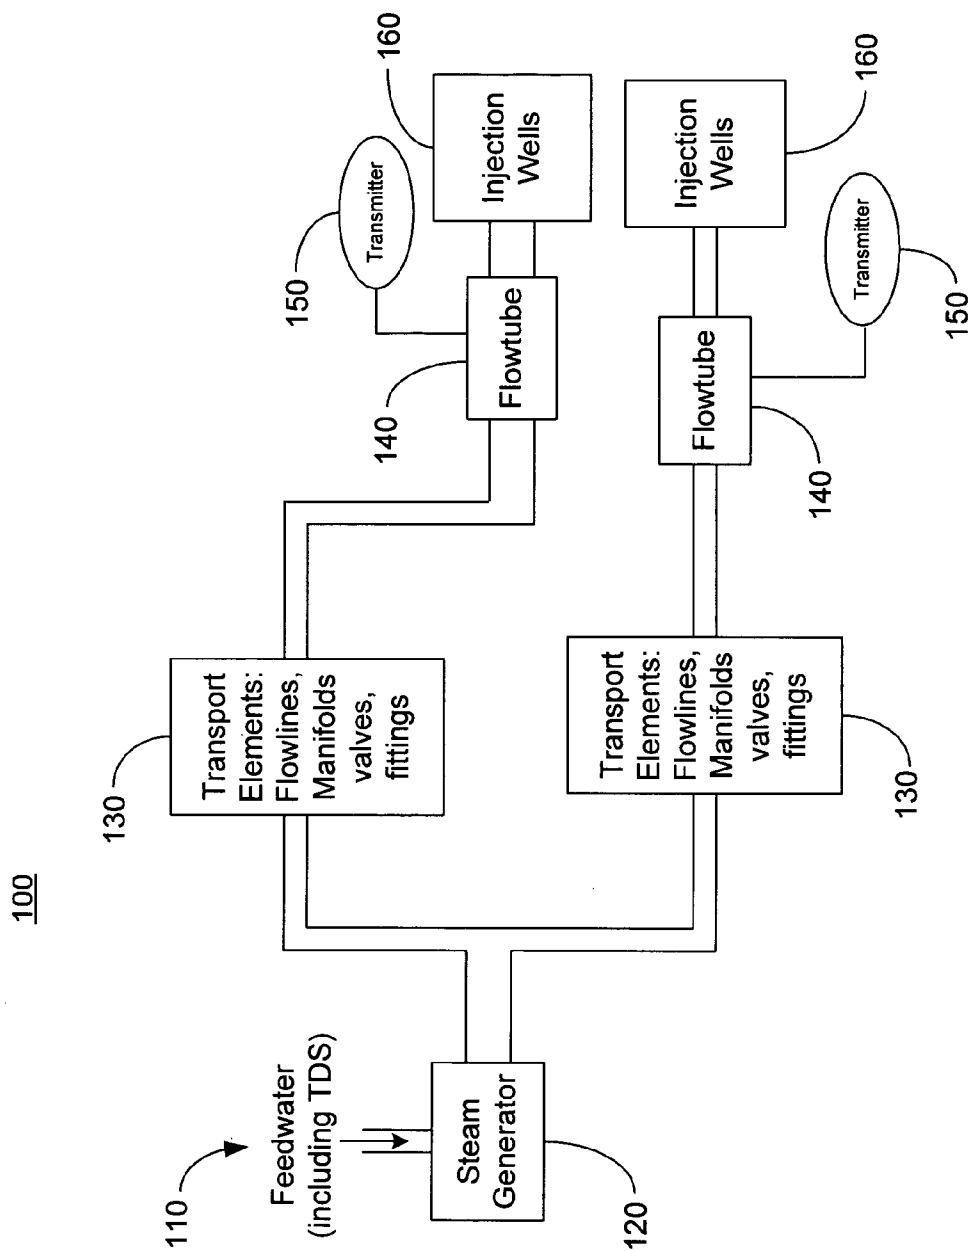 100
110
Feedwater
(including TDS)
Steam
Generator
120
130
Transport
Elements:
Flowlines,
Manifolds
valves,
fittings
Transport
Elements:
Flowlines,
Manifolds
valves,
fittings
130
140
Flowtube
150
Transmitter
160
Injection
Wells
Flowtube
140
Transmitter
150
Injection
Wells
160